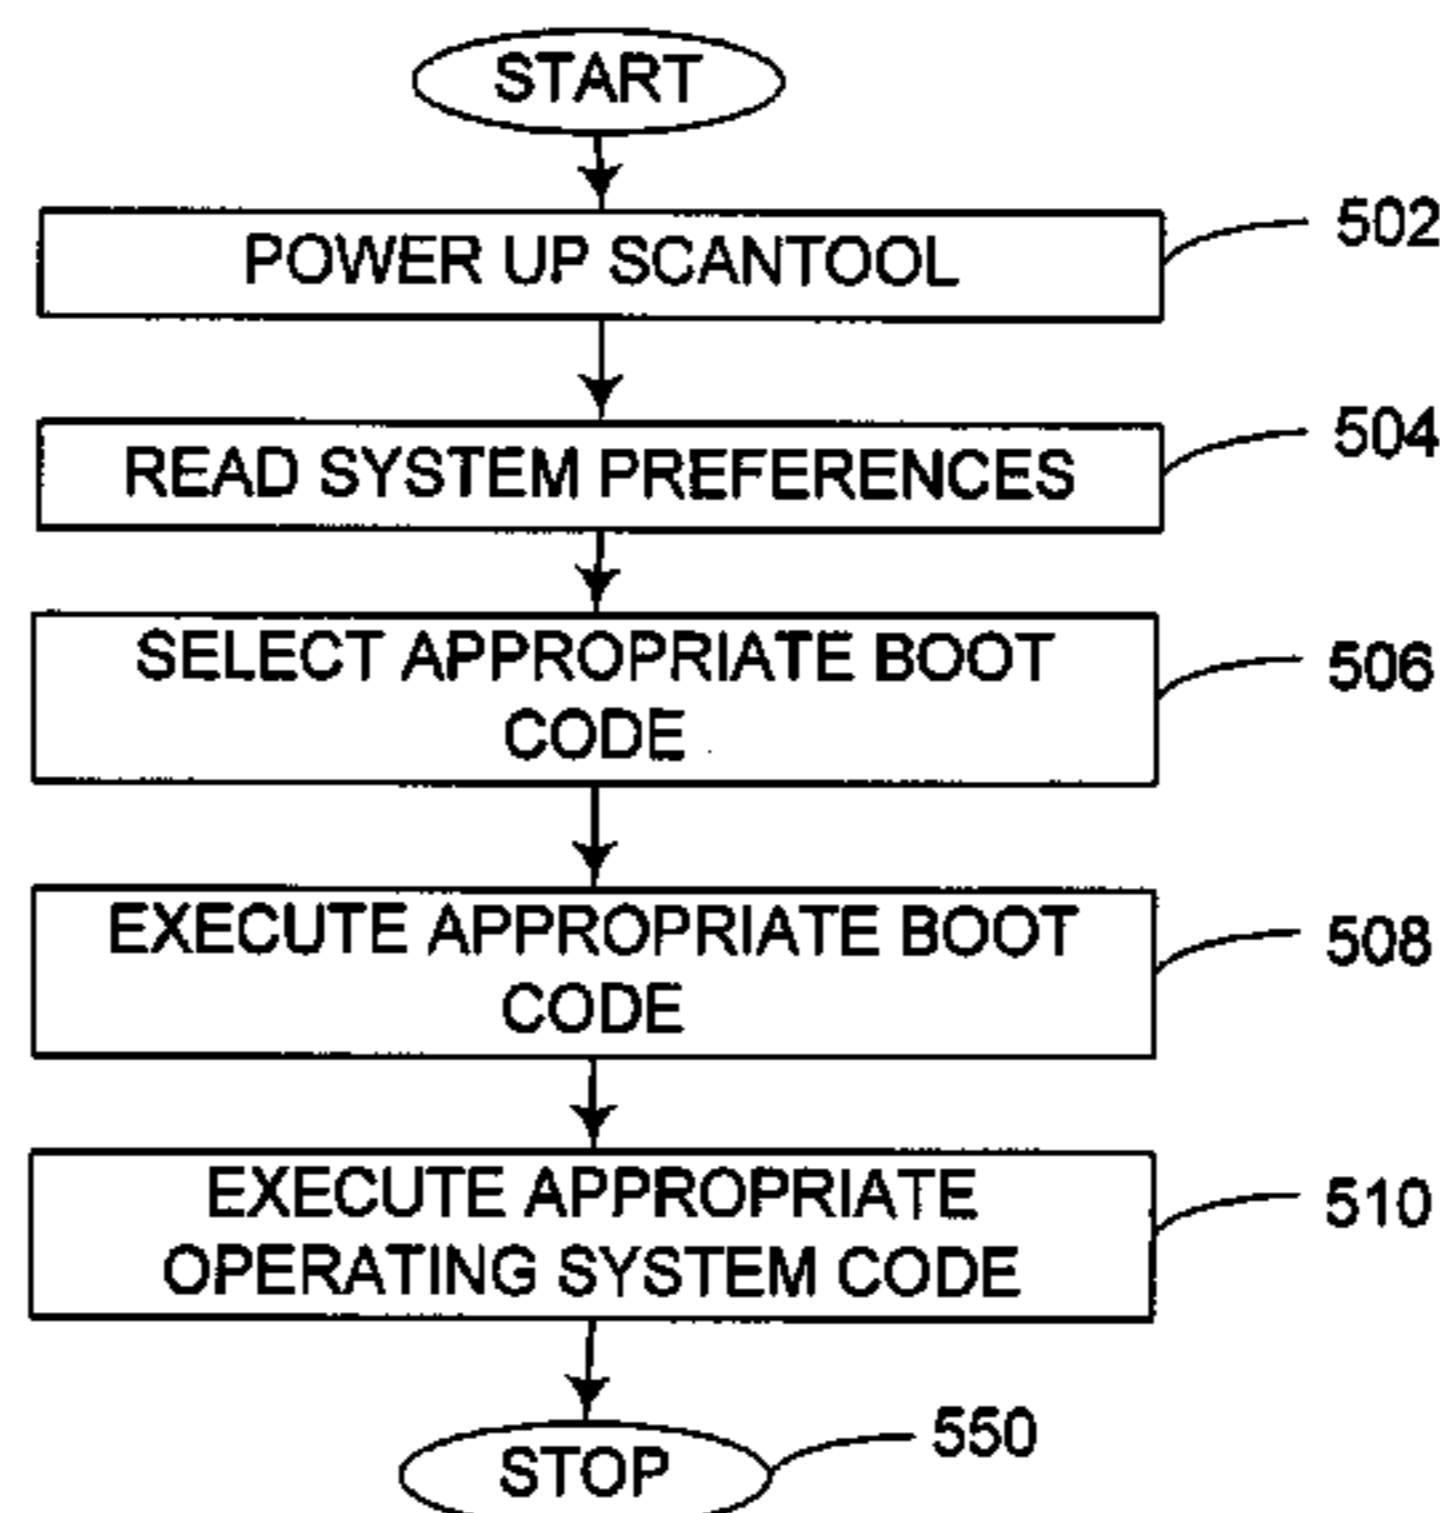 START
POWER UP SCANTOOL
502
READ SYSTEM PREFERENCES
504
SELECT APPROPRIATE BOOT
CODE
506
EXECUTE APPROPRIATE BOOT
CODE
508
EXECUTE APPROPRIATE
OPERATING SYSTEM CODE
510
STOP
550